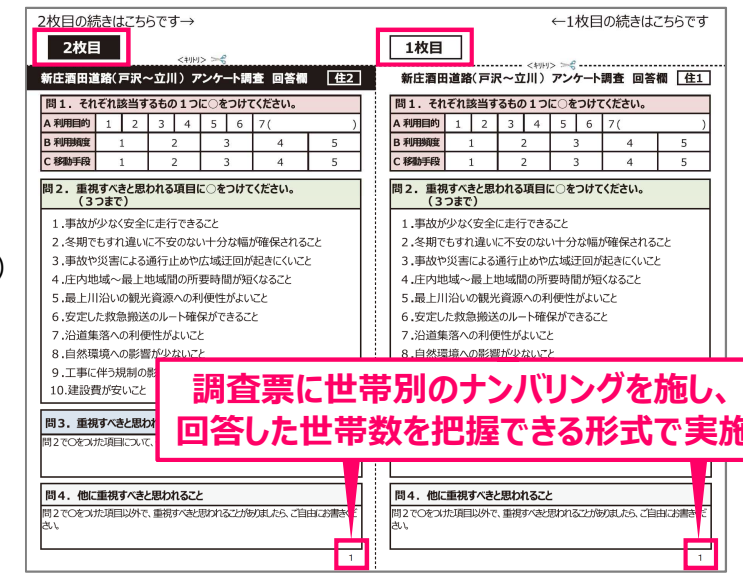 2枚目の続きはこちらです→
2枚目
<キリトリ>
新庄酒田道路(戸沢～立川) アンケート調査 回答欄 住2
問1．それぞれ該当するもの1つに○をつけてください。
A 利用目的 1 2 3 4 5 6 7( )
B 利用頻度 1 2 3 4 5
C 移動手段 1 2 3 4 5
問2．重視すべきと思われる項目に○をつけてください。
(3つまで)
1.事故が少なく安全に走行できること
2.冬期でもすれ違いに不安のない十分な幅が確保されること
3.事故や災害による通行止めや広域迂回が起きにくいこと
4.庄内地域～最上地域間の所要時間が短くなること
5.最上川沿いの観光資源への利便性がよいこと
6.安定した救急搬送のルート確保ができること
7.沿道集落への利便性がよいこと
8.自然環境への影響が少ないこと
9.工事に伴う規制の影
10.建設費が安いこと
問3．重視すべきと思わ
問2で○をつけた項目について、
問4．他に重視すべきと思われること
問2で○をつけた項目以外で、重視すべきと思われることがありましたら、ご自由にお書きくだ
さい。
1
←1枚目の続きはこちらです
1枚目
<キリトリ>
新庄酒田道路(戸沢～立川) アンケート調査 回答欄 住1
問1．それぞれ該当するもの1つに○をつけてください。
A 利用目的 1 2 3 4 5 6 7( )
B 利用頻度 1 2 3 4 5
C 移動手段 1 2 3 4 5
問2．重視すべきと思われる項目に○をつけてください。
(3つまで)
1.事故が少なく安全に走行できること
2.冬期でもすれ違いに不安のない十分な幅が確保されること
3.事故や災害による通行止めや広域迂回が起きにくいこと
4.庄内地域～最上地域間の所要時間が短くなること
5.最上川沿いの観光資源への利便性がよいこと
6.安定した救急搬送のルート確保ができること
7.沿道集落への利便性がよいこと
8.自然環境への影響が少ないこと
調査票に世帯別のナンバリングを施し、
回答した世帯数を把握できる形式で実施
問4．他に重視すべきと思われること
問2で○をつけた項目以外で、重視すべきと思われることがありましたら、ご自由にお書きくだ
さい。
1
)